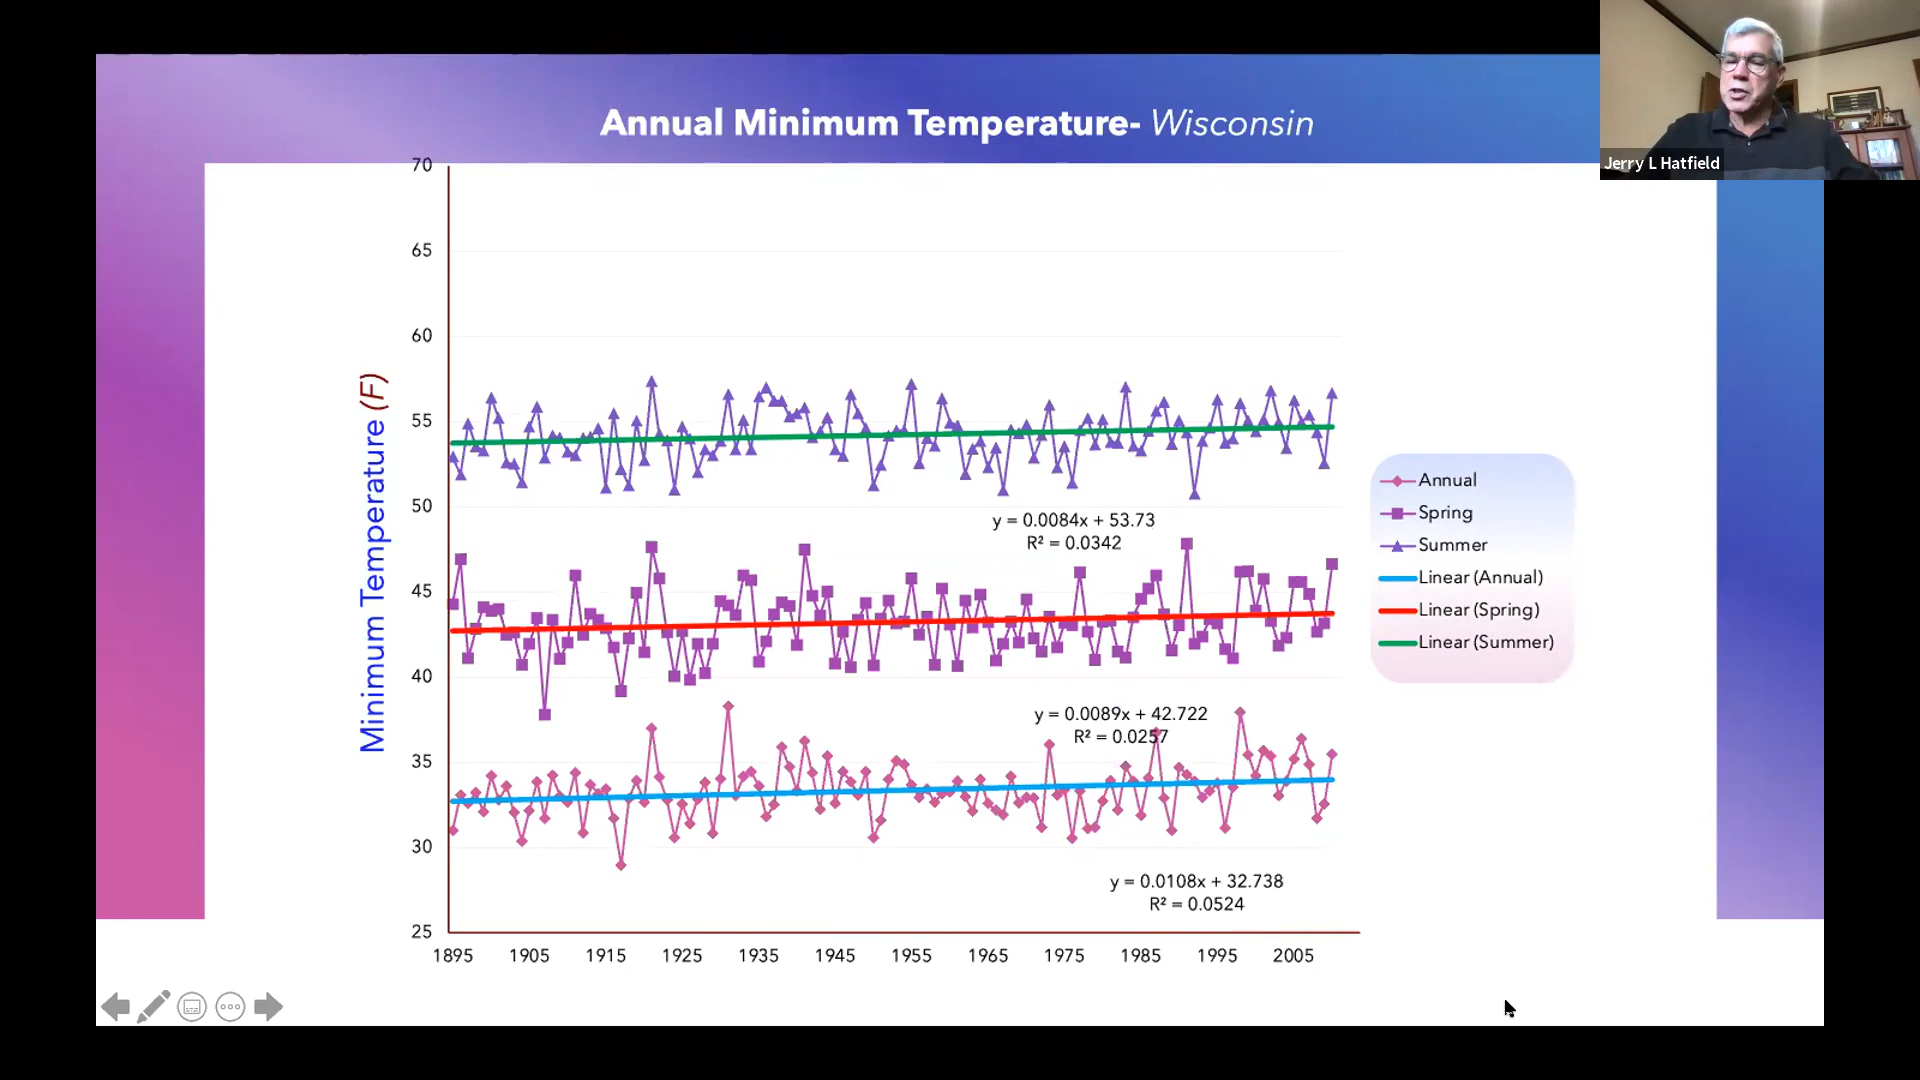 Annual Minimum Temperature- Wisconsin
Jerry L Hatfield
Minimum Temperature (F)
70
65
60
55
50
45
40
35
30
25
y = 0.0084x + 53.73
R² = 0.0342
y = 0.0089x + 42.722
R² = 0.0257
y = 0.0108x + 32.738
R² = 0.0524
1895 1905 1915 1925 1935 1945 1955 1965 1975 1985 1995 2005
Annual
Spring
Summer
Linear (Annual)
Linear (Spring)
Linear (Summer)